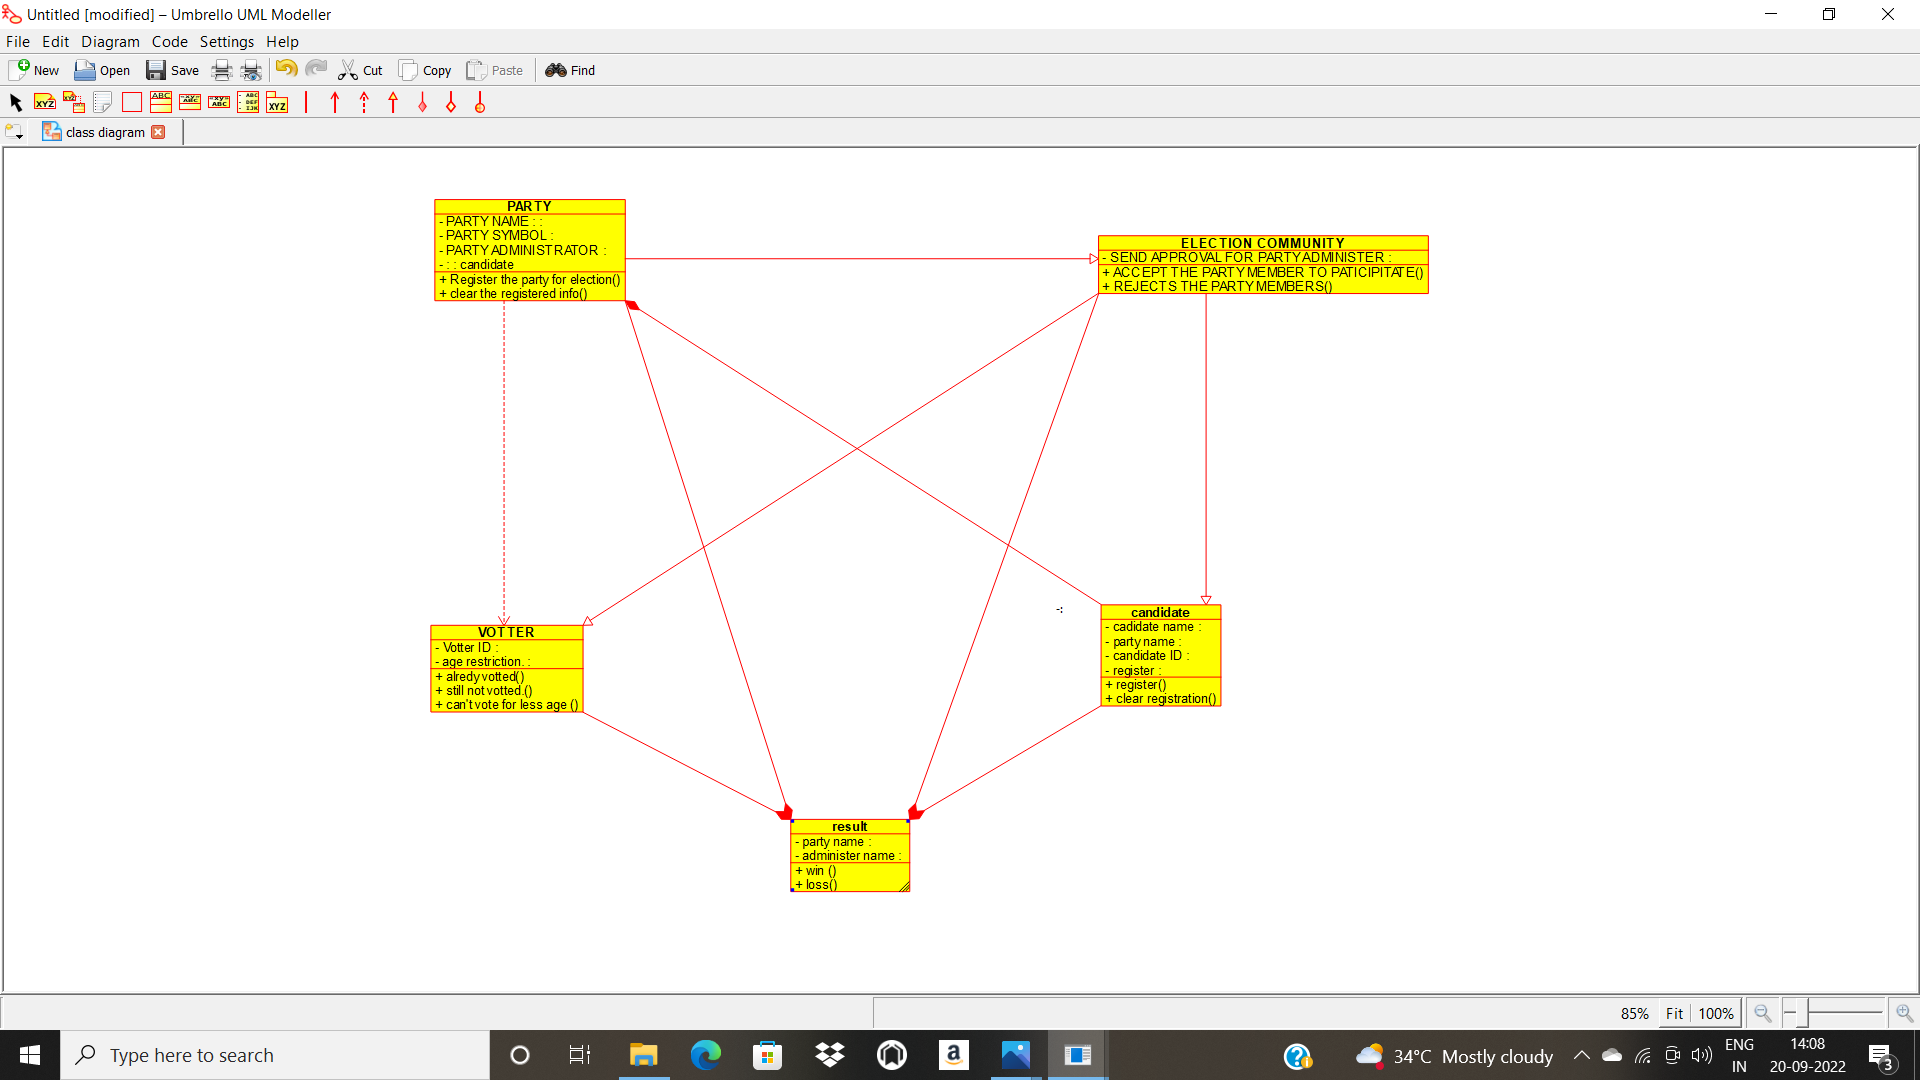 Untitled [modified] – Umbrello UML Modeller
File Edit Diagram Code Settings Help
New Open Save Cut Copy Paste Find
class diagram
PARTY
- PARTY NAME : :
- PARTY SYMBOL :
- PARTY ADMINISTRATOR :
- : : candidate
+ Register the party for election()
+ clear the registered info()
ELECTION COMMUNITY
- SEND APPROVAL FOR PARTY ADMINISTER :
+ ACCEPT THE PARTY MEMBER TO PATICIPITATE()
+ REJECTS THE PARTY MEMBERS()
-:
VOTTER
- Votter ID :
- age restriction. :
+ alredy votted()
+ still not votted.()
+ can't vote for less age ()
candidate
- cadidate name :
- party name :
- candidate ID :
- register :
+ register()
+ clear registration()
result
- party name :
- administer name :
+ win ()
+ loss()
85% Fit 100%
Type here to search
34°C Mostly cloudy
ENG
IN
14:08
20-09-2022
3